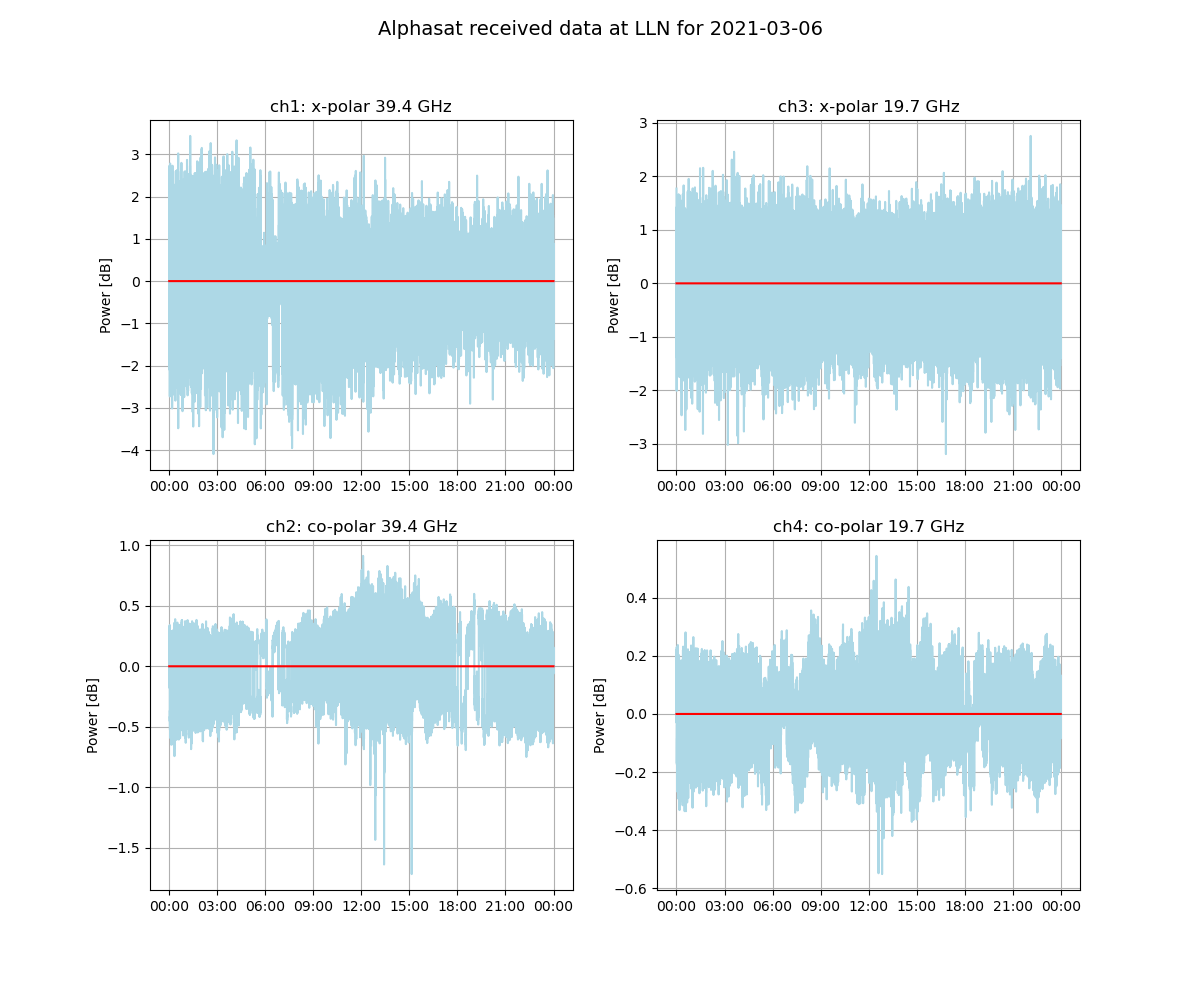 Alphasat received data at LLN for 2021-03-06
ch1: x-polar 39.4 GHz
Power [dB]
3
2
1
0
−1
−2
−3
−4
00:00 03:00 06:00 09:00 12:00 15:00 18:00 21:00 00:00
ch3: x-polar 19.7 GHz
Power [dB]
3
2
1
0
−1
−2
−3
00:00 03:00 06:00 09:00 12:00 15:00 18:00 21:00 00:00
ch2: co-polar 39.4 GHz
Power [dB]
1.0
0.5
0.0
−0.5
−1.0
−1.5
00:00 03:00 06:00 09:00 12:00 15:00 18:00 21:00 00:00
ch4: co-polar 19.7 GHz
Power [dB]
0.4
0.2
0.0
−0.2
−0.4
−0.6
00:00 03:00 06:00 09:00 12:00 15:00 18:00 21:00 00:00